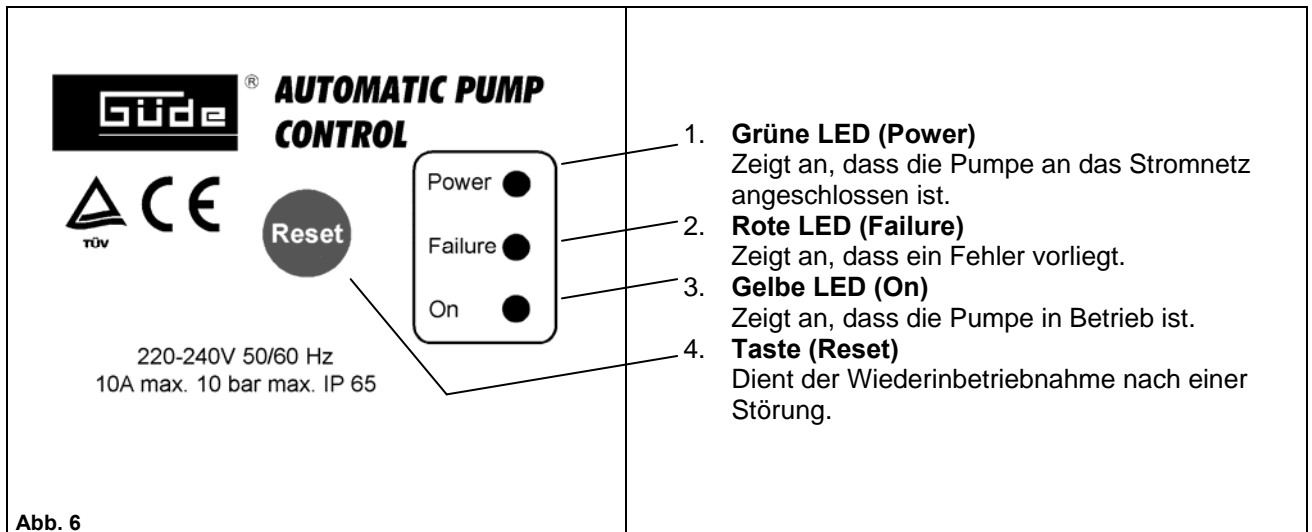 Güde ® AUTOMATIC PUMP
CONTROL
TÜV
CE
Reset
Power
Failure
On
220-240V 50/60 Hz
10A max. 10 bar max. IP 65
Abb. 6
1. Grüne LED (Power)
Zeigt an, dass die Pumpe an das Stromnetz
angeschlossen ist.
2. Rote LED (Failure)
Zeigt an, dass ein Fehler vorliegt.
3. Gelbe LED (On)
Zeigt an, dass die Pumpe in Betrieb ist.
4. Taste (Reset)
Dient der Wiederinbetriebnahme nach einer
Störung.